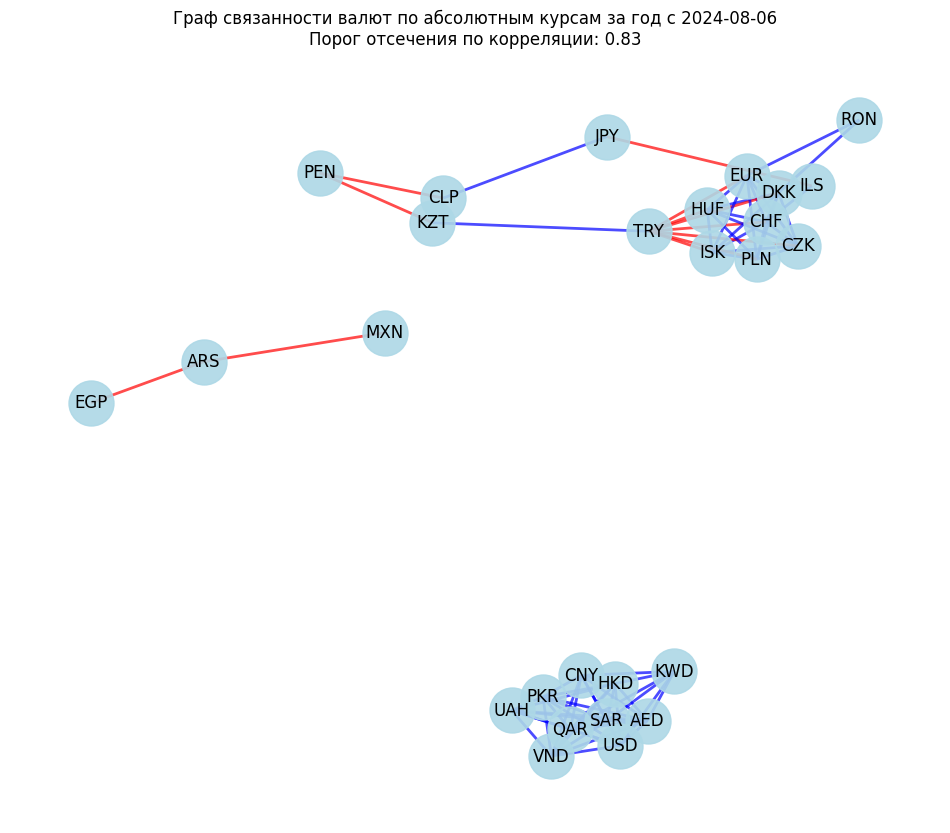 Граф связанности валют по абсолютным курсам за год с 2024-08-06
Порог отсечения по корреляции: 0.83
RON
JPY
PEN
EUR
ILS
DKK
CLP
HUF
KZT
CHF
TRY
CZK
ISK
PLN
MXN
ARS
EGP
KWD
CNY
HKD
PKR
UAH
SAR
AED
QAR
USD
VND